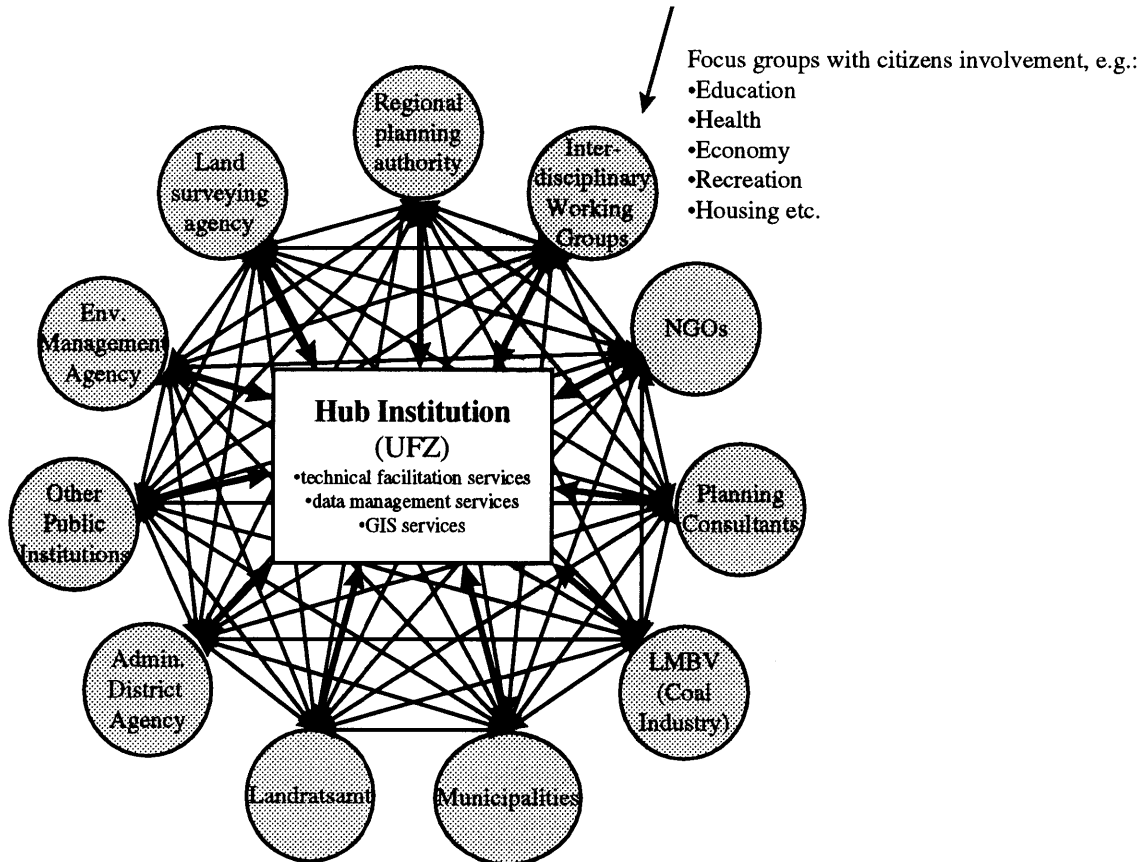 Focus groups with citizens involvement, e.g.:
•Education
•Health
•Economy
•Recreation
•Housing etc.
Regional
planning
authority
Inter-
disciplinary
Working
Groups
Land
surveying
agency
NGOs
Env.
Management
Agency
Hub Institution
(UFZ)
•technical facilitation services
•data management services
•GIS services
Other
Public
Institutions
Planning
Consultants
Admin.
District
Agency
LMBV
(Coal
Industry)
Landratsamt
Municipalities